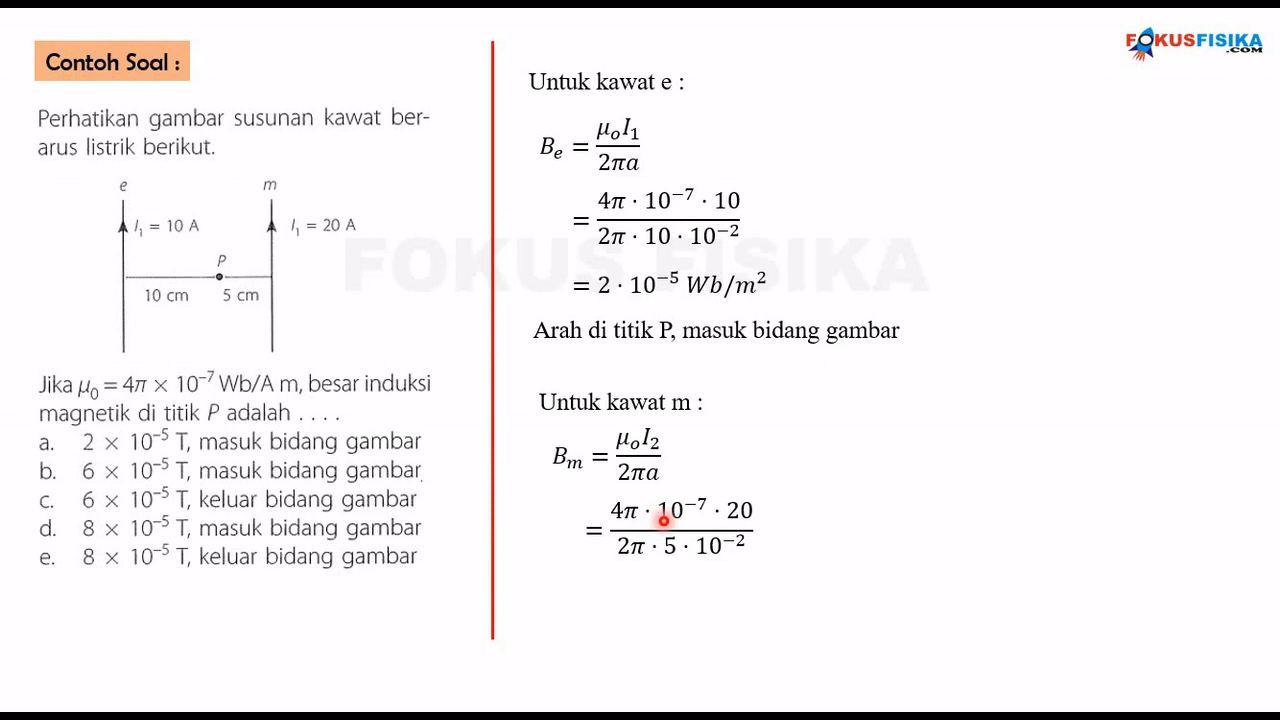 Contoh Soal :
Perhatikan gambar susunan kawat ber-
arus listrik berikut.
e
m
I₁ = 10 A
I₁ = 20 A
P
10 cm
5 cm
Jika μ₀ = 4π × 10⁻⁷ Wb/A m, besar induksi
magnetik di titik P adalah . . . .
a. 2 × 10⁻⁵ T, masuk bidang gambar
b. 6 × 10⁻⁵ T, masuk bidang gambar
c. 6 × 10⁻⁵ T, keluar bidang gambar
d. 8 × 10⁻⁵ T, masuk bidang gambar
e. 8 × 10⁻⁵ T, keluar bidang gambar
FOKUSFISIKA
.COM
FOKUS FISIKA
Untuk kawat e :
Bₑ = μₒI₁ / 2πa
= 4π · 10⁻⁷ · 10 / 2π · 10 · 10⁻²
= 2 · 10⁻⁵ Wb/m²
Arah di titik P, masuk bidang gambar
Untuk kawat m :
Bₘ = μₒI₂ / 2πa
= 4π · 10⁻⁷ · 20 / 2π · 5 · 10⁻²